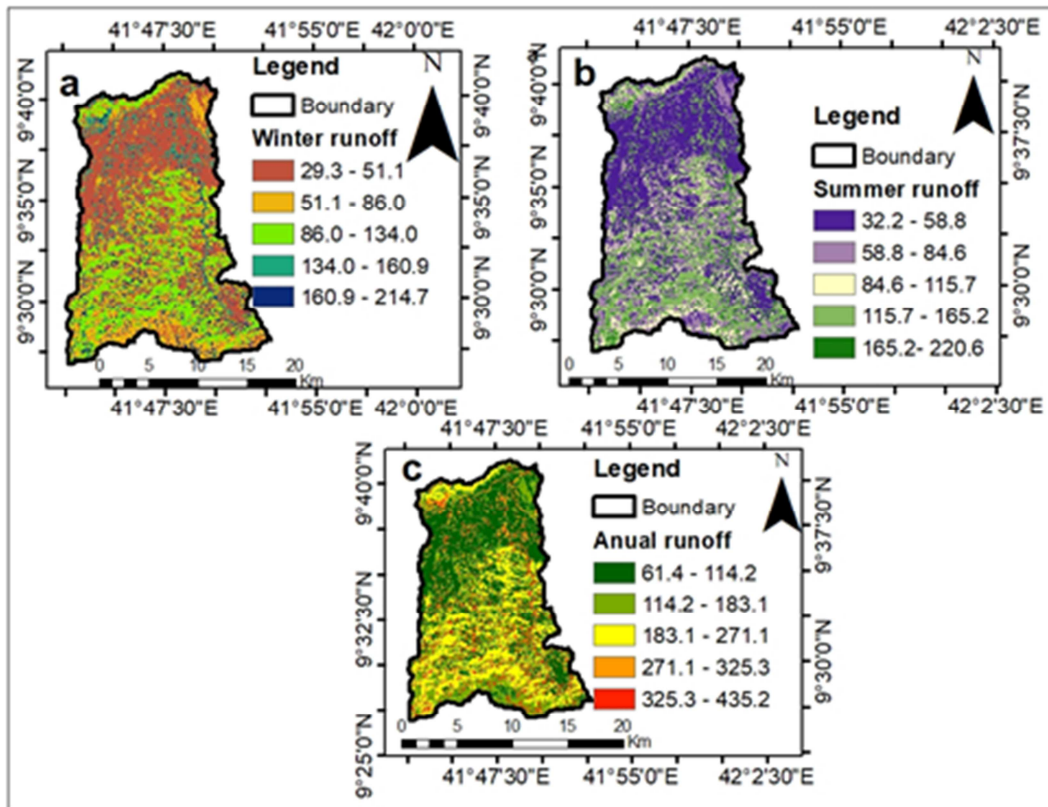 41°47'30"E 41°55'0"E 42°0'0"E
a
N
Legend
Boundary
Winter runoff
29.3 - 51.1
51.1 - 86.0
86.0 - 134.0
134.0 - 160.9
160.9 - 214.7
9°40'0"N
9°35'0"N
9°30'0"N
9°40'0"N
9°35'0"N
9°30'0"N
0 5 10 15 20
Km
41°47'30"E 41°55'0"E 42°0'0"E
41°47'30"E 41°55'0"E 42°2'30"E
b
N
Legend
Boundary
Summer runoff
32.2 - 58.8
58.8 - 84.6
84.6 - 115.7
115.7 - 165.2
165.2- 220.6
9°40'0"N
9°35'0"N
9°30'0"N
9°37'30"N
9°30'0"N
0 5 10 15 20
Km
41°47'30"E 41°55'0"E 42°2'30"E
41°47'30"E 41°55'0"E 42°2'30"E
c
N
Legend
Boundary
Anual runoff
61.4 - 114.2
114.2 - 183.1
183.1 - 271.1
271.1 - 325.3
325.3 - 435.2
9°40'0"N
9°32'30"N
9°25'0"N
9°37'30"N
9°30'0"N
0 5 10 15 20
Km
41°47'30"E 41°55'0"E 42°2'30"E